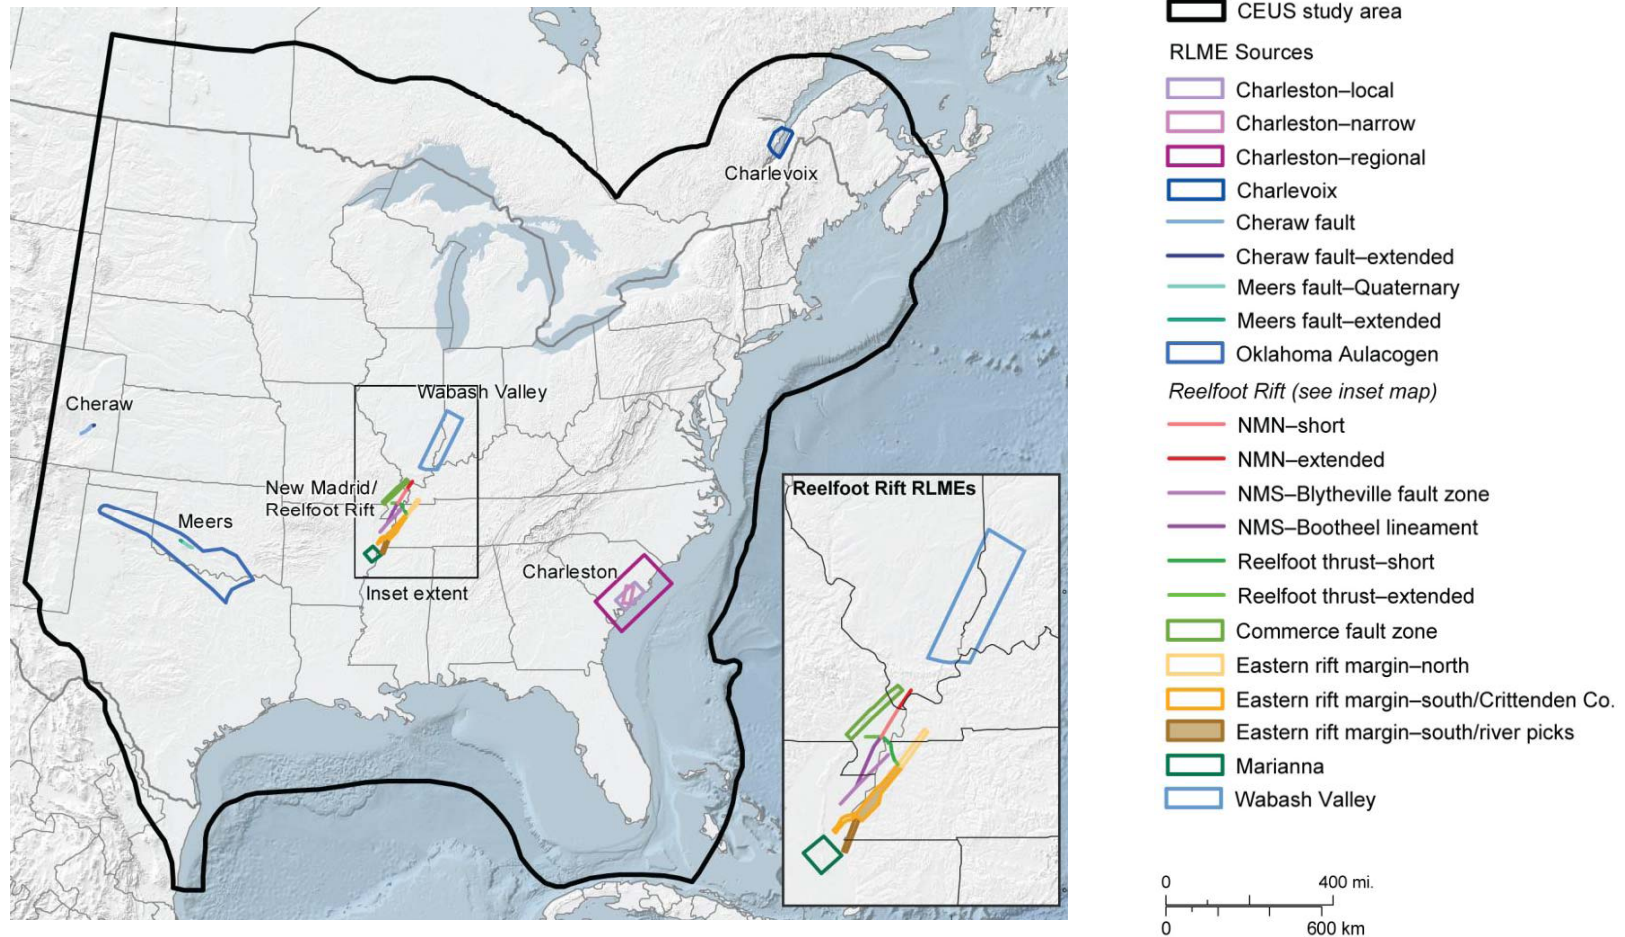 Charlevoix
Wabash Valley
Cheraw
New Madrid/
Reelfoot Rift
Meers
Charleston
Inset extent
Reelfoot Rift RLMEs
CEUS study area
RLME Sources
Charleston–local
Charleston–narrow
Charleston–regional
Charlevoix
Cheraw fault
Cheraw fault–extended
Meers fault–Quaternary
Meers fault–extended
Oklahoma Aulacogen
Reelfoot Rift (see inset map)
NMN–short
NMN–extended
NMS–Blytheville fault zone
NMS–Bootheel lineament
Reelfoot thrust–short
Reelfoot thrust–extended
Commerce fault zone
Eastern rift margin–north
Eastern rift margin–south/Crittenden Co.
Eastern rift margin–south/river picks
Marianna
Wabash Valley
0 400 mi.
0 600 km